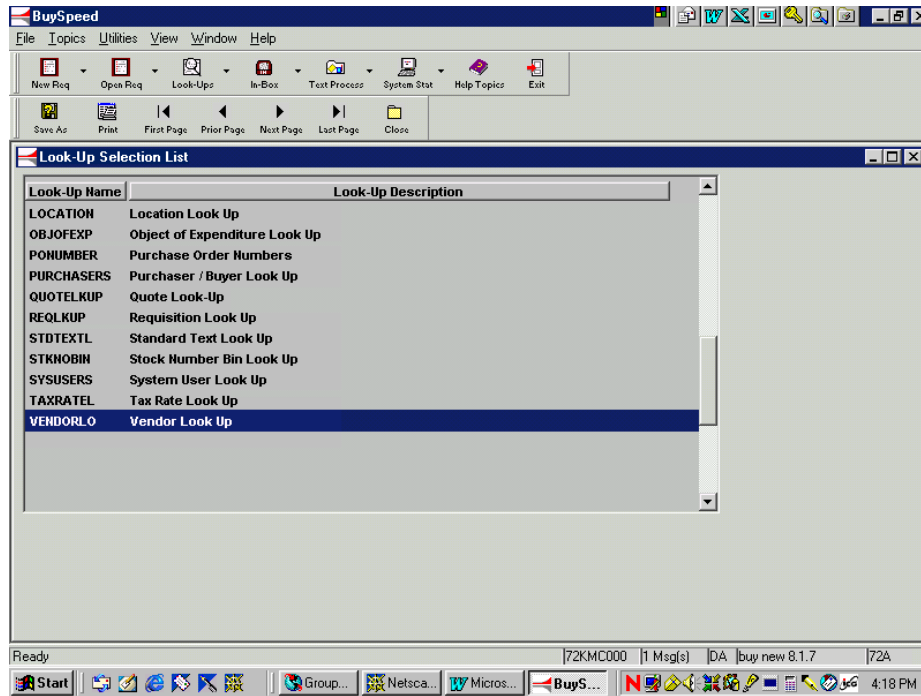 BuySpeed
File Topics Utilities View Window Help
New Req Open Req Look-Ups In-Box Text Process System Stat Help Topics Exit
Save As Print First Page Prior Page Next Page Last Page Close
Look-Up Selection List
Look-Up Name Look-Up Description
LOCATION Location Look Up
OBJOFEXP Object of Expenditure Look Up
PONUMBER Purchase Order Numbers
PURCHASERS Purchaser / Buyer Look Up
QUOTELKUP Quote Look-Up
REQLKUP Requisition Look Up
STDTEXTL Standard Text Look Up
STKNOBIN Stock Number Bin Look Up
SYSUSERS System User Look Up
TAXRATEL Tax Rate Look Up
VENDORLO Vendor Look Up
Ready 72KMC000 1 Msg(s) DA buy new 8.1.7 72A
Start Group... Netsca... Micros... BuyS... 4:18 PM